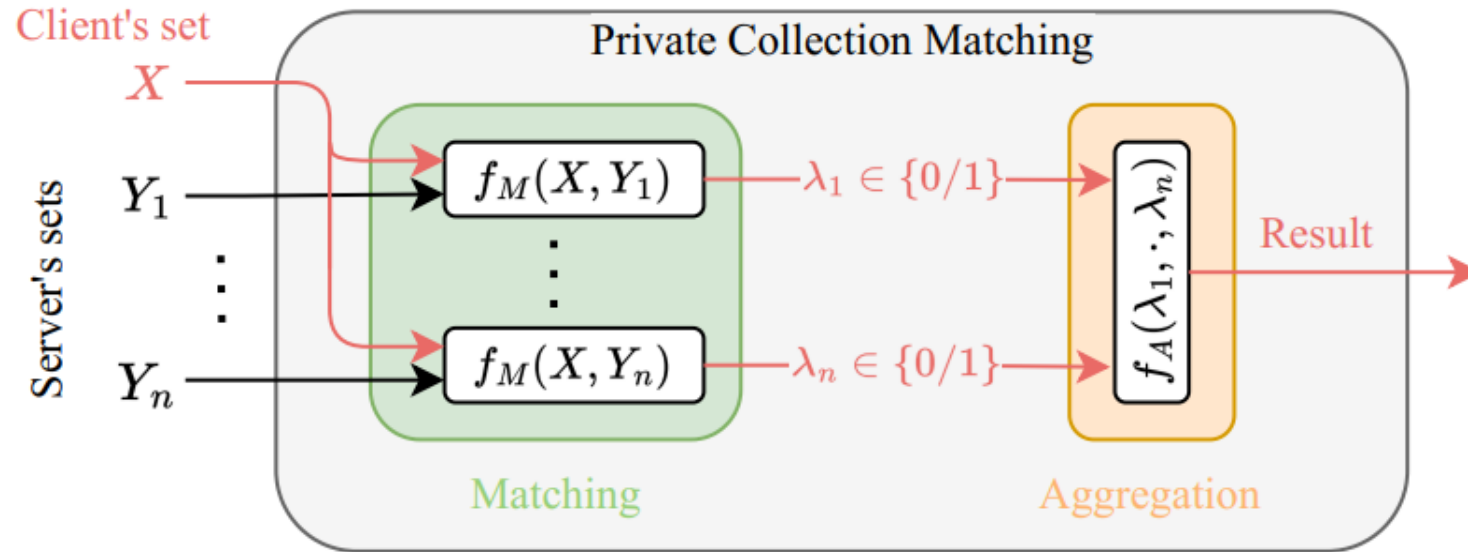 Client's set
Private Collection Matching
X
Server's sets
Y₁
⋮
Yₙ
f_M(X, Y₁)
⋮
f_M(X, Yₙ)
λ₁ ∈ {0/1}
λₙ ∈ {0/1}
f_A(λ₁, ·, λₙ)
Result
Matching
Aggregation